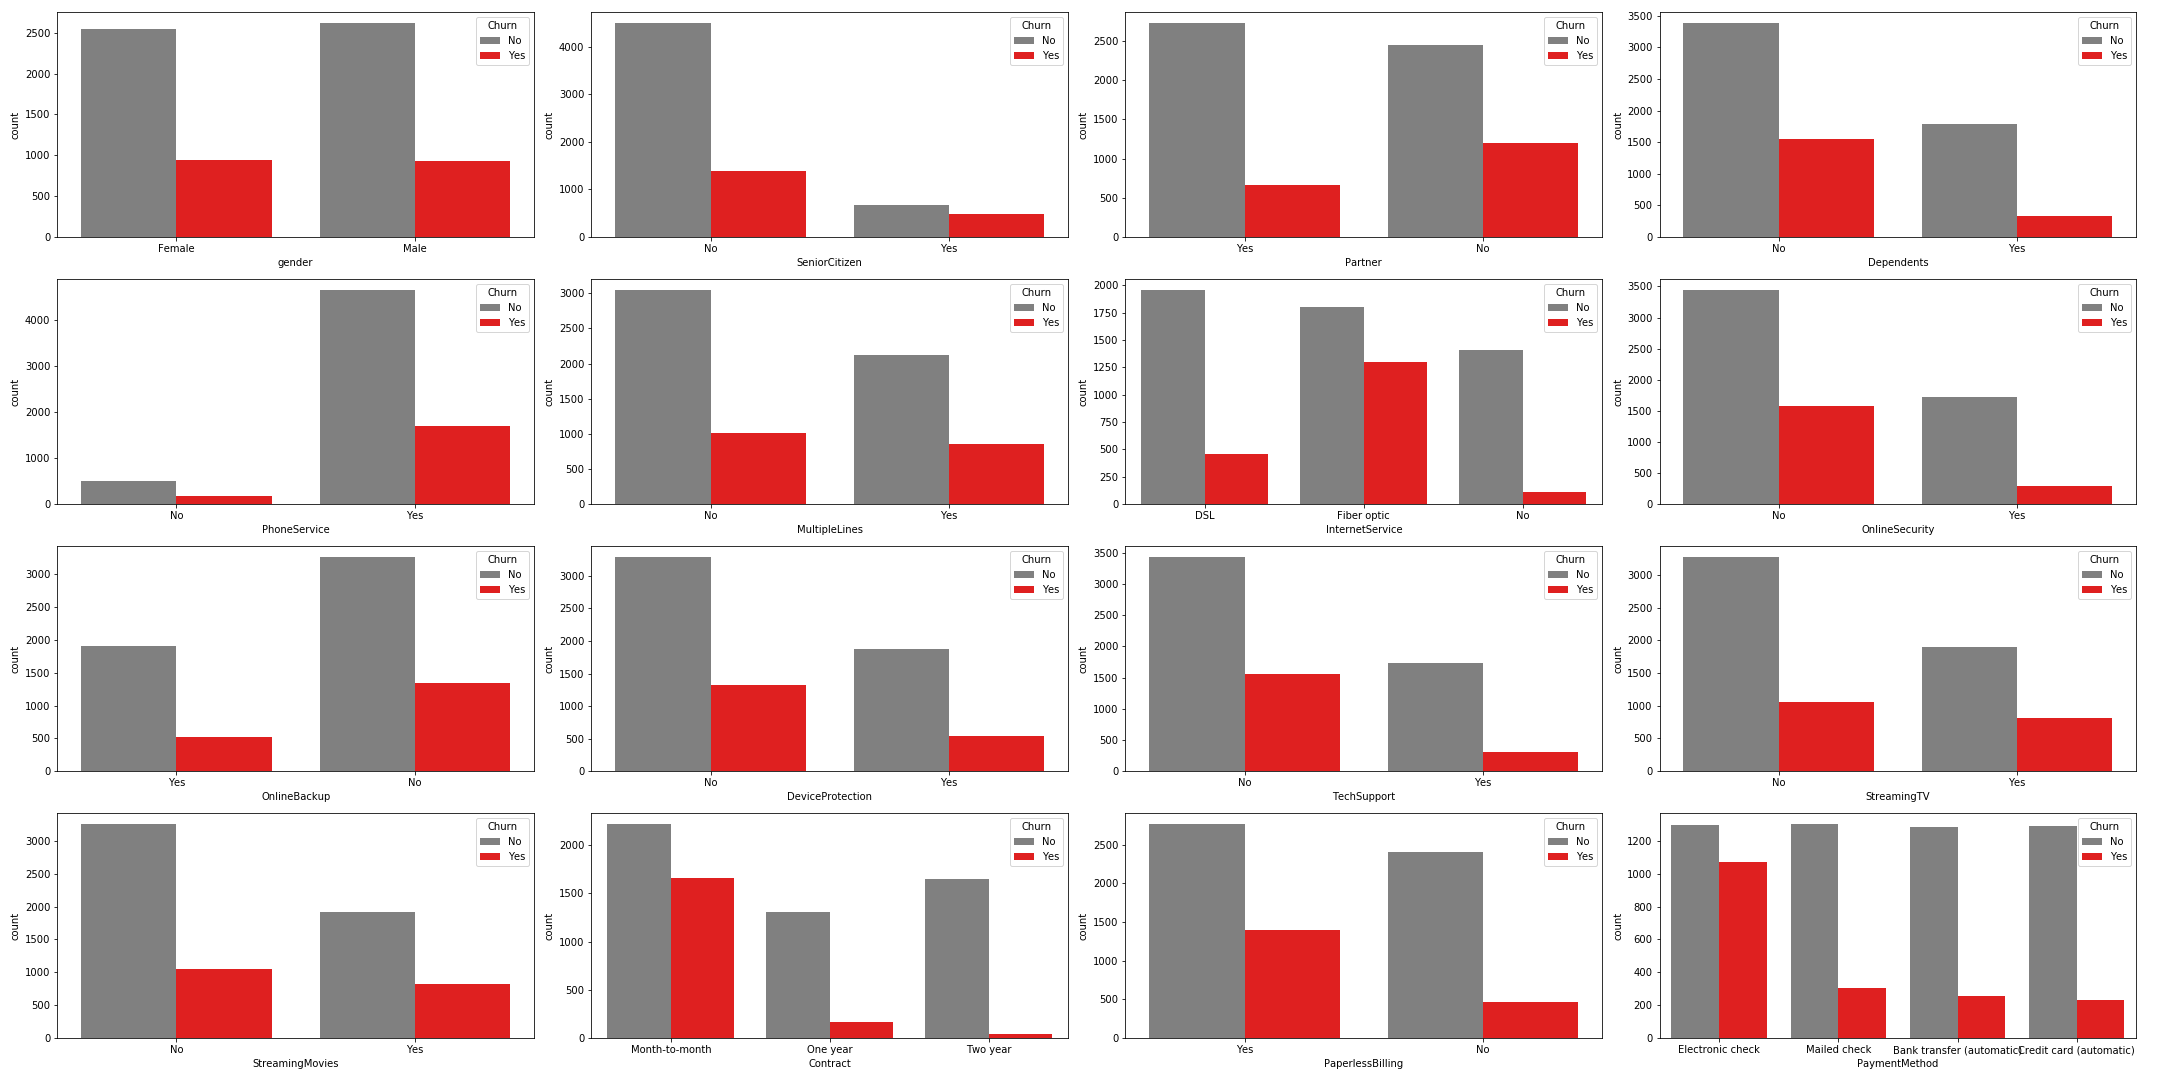 Churn
No
Yes
2500
2000
1500
1000
500
0
count
Female Male
gender
Churn
No
Yes
4000
3000
2000
1000
0
count
No Yes
SeniorCitizen
Churn
No
Yes
2500
2000
1500
1000
500
0
count
Yes No
Partner
Churn
No
Yes
3500
3000
2500
2000
1500
1000
500
0
count
No Yes
Dependents
Churn
No
Yes
4000
3000
2000
1000
0
count
No Yes
PhoneService
Churn
No
Yes
3000
2500
2000
1500
1000
500
0
count
No Yes
MultipleLines
Churn
No
Yes
2000
1750
1500
1250
1000
750
500
250
0
count
DSL Fiber optic No
InternetService
Churn
No
Yes
3500
3000
2500
2000
1500
1000
500
0
count
No Yes
OnlineSecurity
Churn
No
Yes
3000
2500
2000
1500
1000
500
0
count
Yes No
OnlineBackup
Churn
No
Yes
3000
2500
2000
1500
1000
500
0
count
No Yes
DeviceProtection
Churn
No
Yes
3500
3000
2500
2000
1500
1000
500
0
count
No Yes
TechSupport
Churn
No
Yes
3000
2500
2000
1500
1000
500
0
count
No Yes
StreamingTV
Churn
No
Yes
3000
2500
2000
1500
1000
500
0
count
No Yes
StreamingMovies
Churn
No
Yes
2000
1500
1000
500
0
count
Month-to-month One year Two year
Contract
Churn
No
Yes
2500
2000
1500
1000
500
0
count
Yes No
PaperlessBilling
Churn
No
Yes
1200
1000
800
600
400
200
0
count
Electronic check Mailed check Bank transfer (automatic) Credit card (automatic)
PaymentMethod